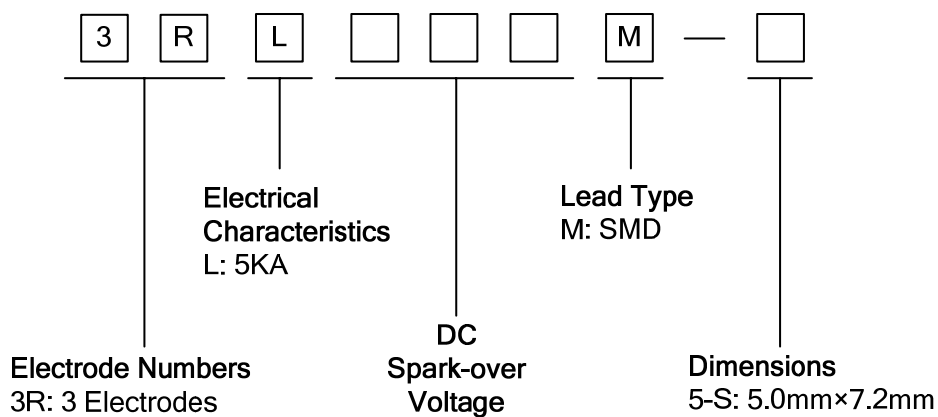 3 R L M —
Electrical
Characteristics
L: 5KA
Lead Type
M: SMD
DC
Spark-over
Voltage
Electrode Numbers
3R: 3 Electrodes
Dimensions
5-S: 5.0mm×7.2mm